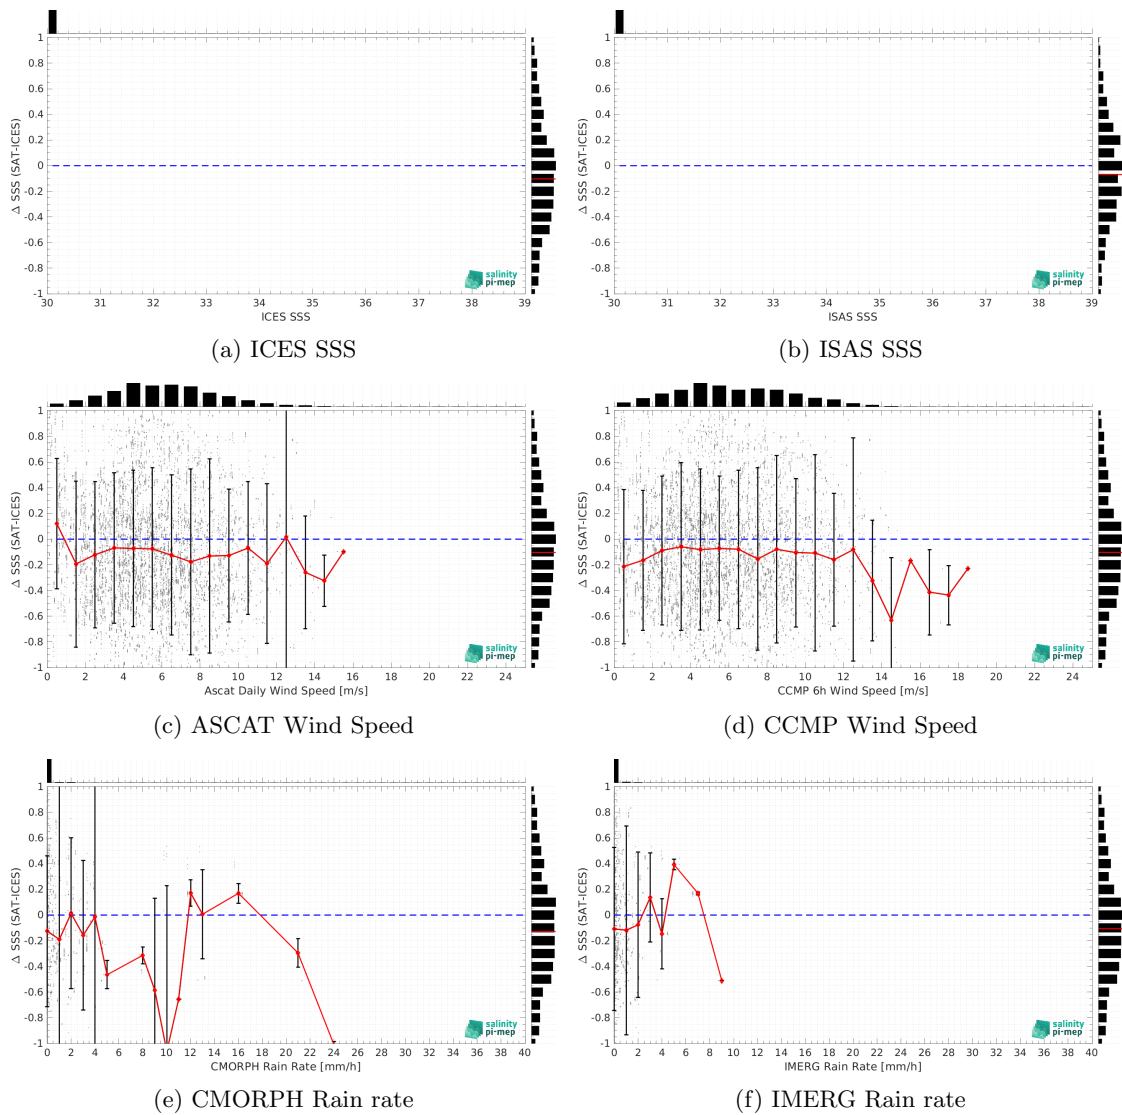 1
0.8
0.6
0.4
0.2
0
-0.2
-0.4
-0.6
-0.8
-1
Δ SSS (SAT-ICES)
30 31 32 33 34 35 36 37 38 39
ICES SSS
salinity
pi-mep
(a) ICES SSS
1
0.8
0.6
0.4
0.2
0
-0.2
-0.4
-0.6
-0.8
-1
Δ SSS (SAT-ICES)
30 31 32 33 34 35 36 37 38 39
ISAS SSS
salinity
pi-mep
(b) ISAS SSS
1
0.8
0.6
0.4
0.2
0
-0.2
-0.4
-0.6
-0.8
-1
Δ SSS (SAT-ICES)
0 2 4 6 8 10 12 14 16 18 20 22 24
Ascat Daily Wind Speed [m/s]
salinity
pi-mep
(c) ASCAT Wind Speed
1
0.8
0.6
0.4
0.2
0
-0.2
-0.4
-0.6
-0.8
-1
Δ SSS (SAT-ICES)
0 2 4 6 8 10 12 14 16 18 20 22 24
CCMP 6h Wind Speed [m/s]
salinity
pi-mep
(d) CCMP Wind Speed
1
0.8
0.6
0.4
0.2
0
-0.2
-0.4
-0.6
-0.8
-1
Δ SSS (SAT-ICES)
0 2 4 6 8 10 12 14 16 18 20 22 24 26 28 30 32 34 36 38 40
CMORPH Rain Rate [mm/h]
salinity
pi-mep
(e) CMORPH Rain rate
1
0.8
0.6
0.4
0.2
0
-0.2
-0.4
-0.6
-0.8
-1
Δ SSS (SAT-ICES)
0 2 4 6 8 10 12 14 16 18 20 22 24 26 28 30 32 34 36 38 40
IMERG Rain Rate [mm/h]
salinity
pi-mep
(f) IMERG Rain rate